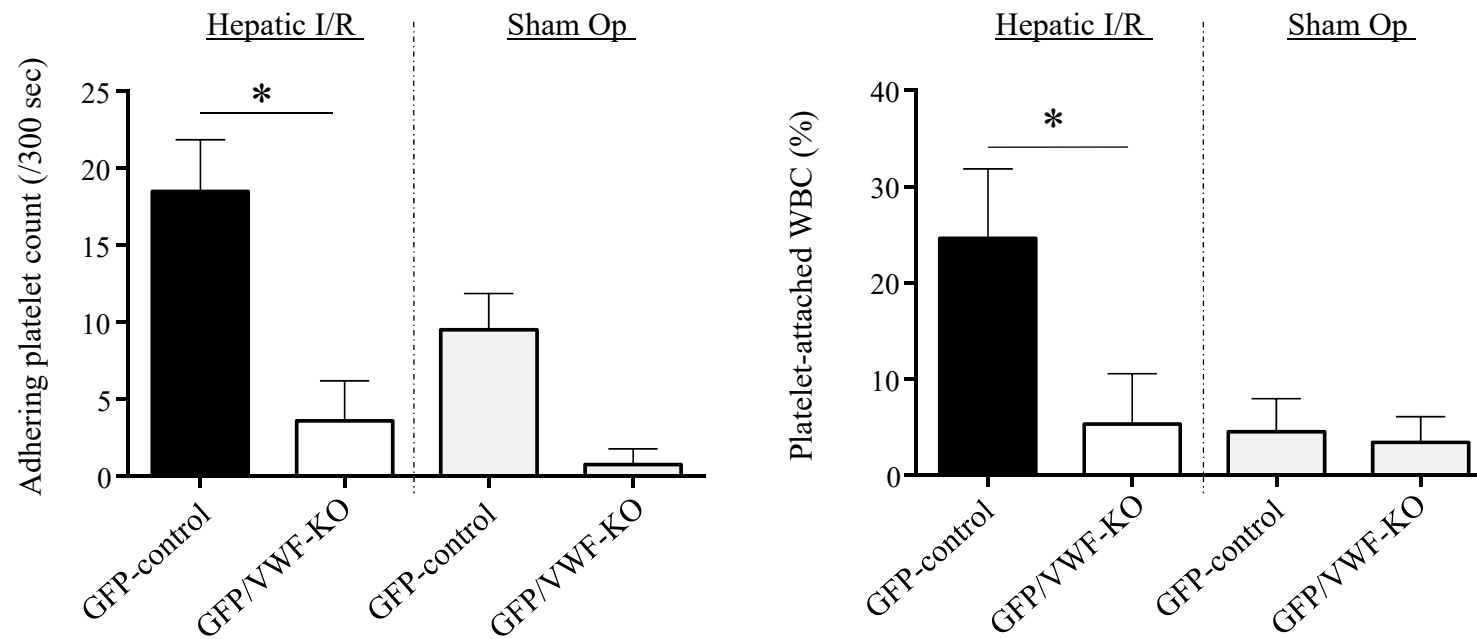 Hepatic I/R
Sham Op
Adhering platelet count (/300 sec)
25
20
15
10
5
0
*
GFP-control
GFP/VWF-KO
GFP-control
GFP/VWF-KO
Hepatic I/R
Sham Op
Platelet-attached WBC (%)
40
30
20
10
0
*
GFP-control
GFP/VWF-KO
GFP-control
GFP/VWF-KO